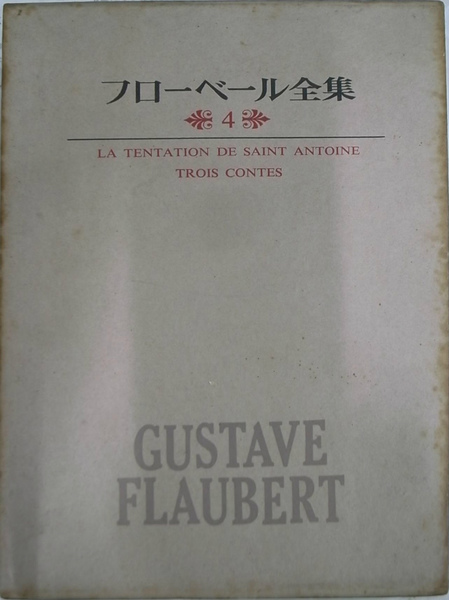 フローベール全集
4
LA TENTATION DE SAINT ANTOINE
TROIS CONTES
GUSTAVE
FLAUBERT